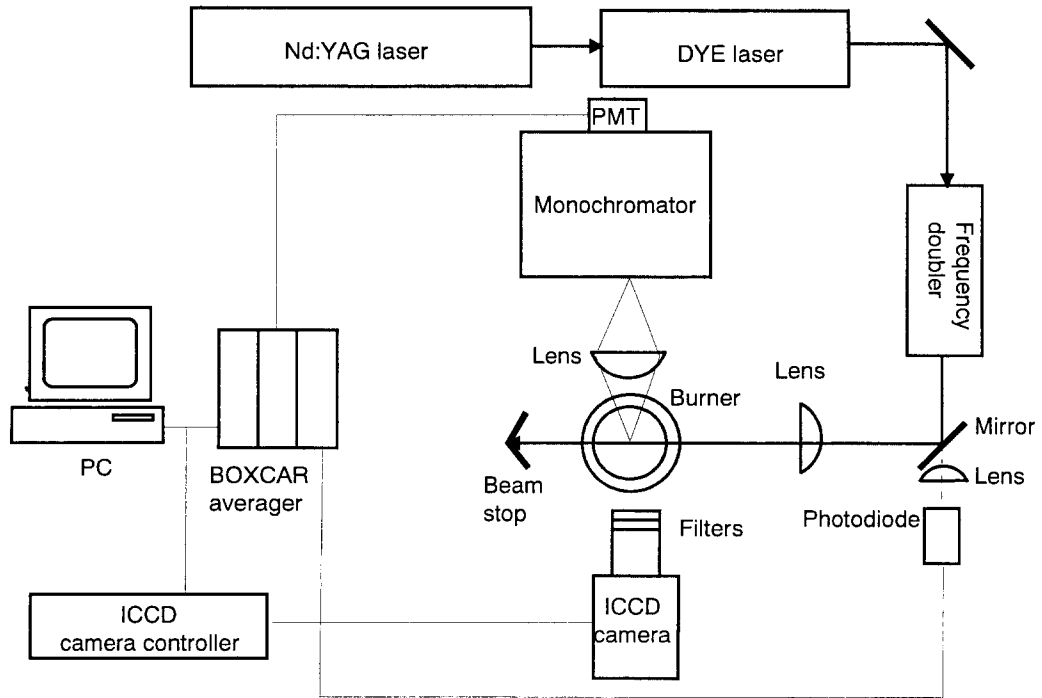 Nd:YAG laser
DYE laser
PMT
Monochromator
Frequency
doubler
Lens
Lens
Burner
Mirror
Lens
PC
BOXCAR
averager
Beam
stop
Filters
Photodiode
ICCD
camera controller
ICCD
camera